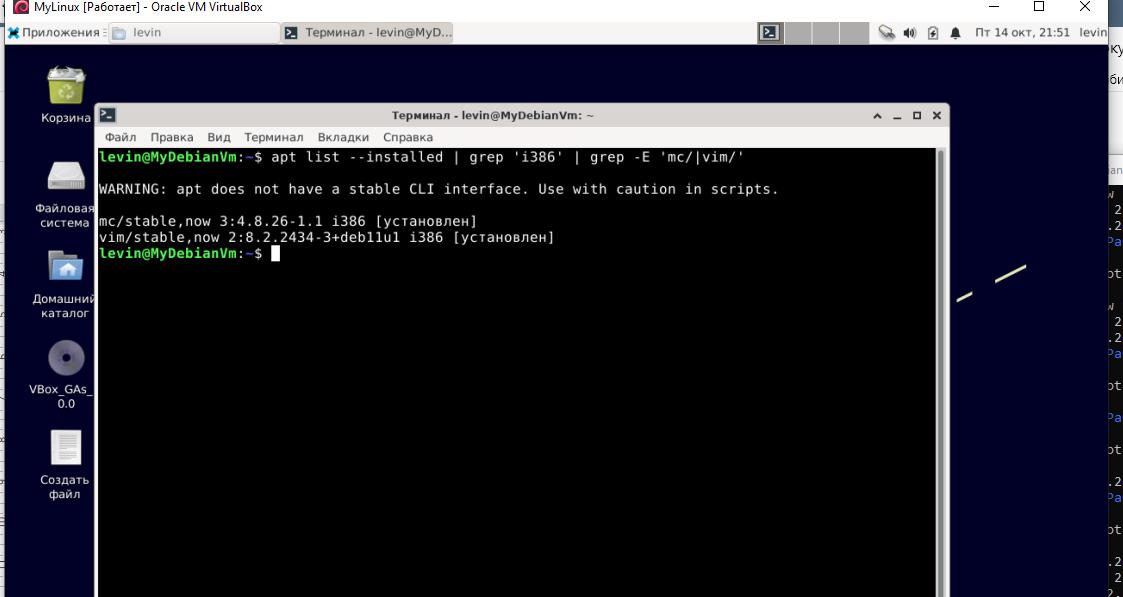 MyLinux [Работает] - Oracle VM VirtualBox
Приложения
levin
Терминал - levin@MyD...
Пт 14 окт, 21:51
levin
Корзина
Терминал - levin@MyDebianVm: ~
Файл Правка Вид Терминал Вкладки Справка
levin@MyDebianVm:~$ apt list --installed | grep 'i386' | grep -E 'mc/|vim/'
WARNING: apt does not have a stable CLI interface. Use with caution in scripts.
mc/stable,now 3:4.8.26-1.1 i386 [установлен]
vim/stable,now 2:8.2.2434-3+deb11u1 i386 [установлен]
levin@MyDebianVm:~$
Файловая
система
Домашний
каталог
VBox_GAs_
0.0
Создать
файл